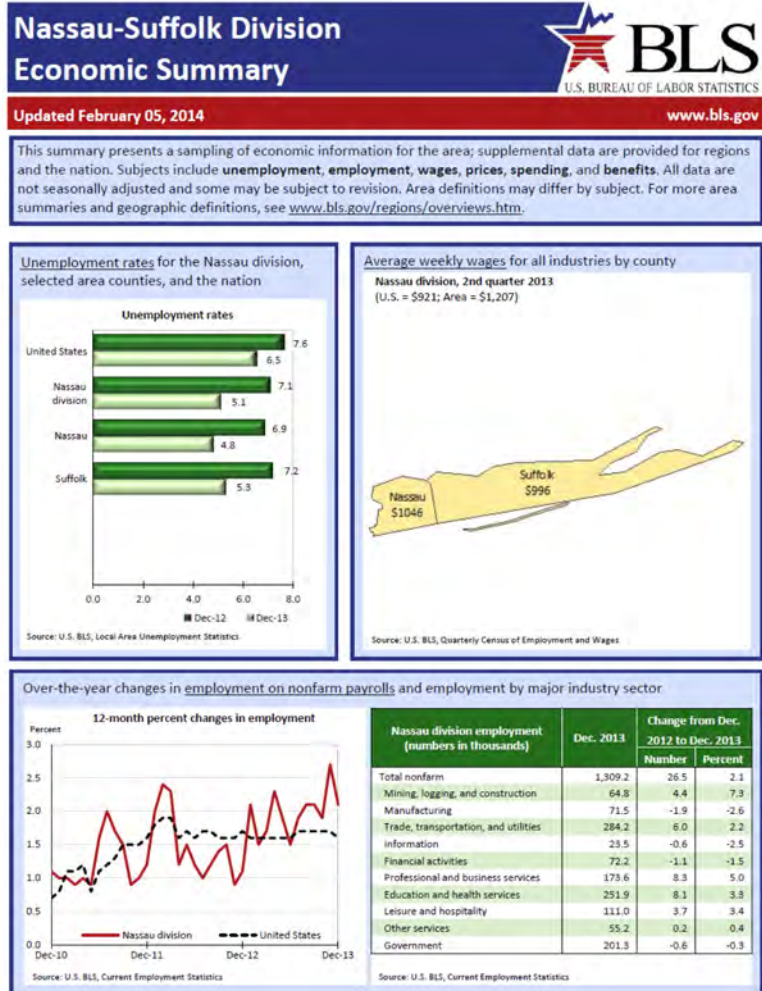 Nassau-Suffolk Division
Economic Summary
BLS
U.S. BUREAU OF LABOR STATISTICS
Updated February 05, 2014 www.bls.gov
This summary presents a sampling of economic information for the area; supplemental data are provided for regions
and the nation. Subjects include unemployment, employment, wages, prices, spending, and benefits. All data are
not seasonally adjusted and some may be subject to revision. Area definitions may differ by subject. For more area
summaries and geographic definitions, see www.bls.gov/regions/overviews.htm.
Unemployment rates for the Nassau division,
selected area counties, and the nation
Unemployment rates
United States 7.6
6.5
Nassau
division
7.1
5.1
Nassau 6.9
4.8
Suffolk 7.2
5.3
0.0 2.0 4.0 6.0 8.0
Dec-12 Dec-13
Source: U.S. BLS, Local Area Unemployment Statistics
Average weekly wages for all industries by county
Nassau division, 2nd quarter 2013
(U.S. = $921; Area = $1,207)
Nassau
$1046
Suffolk
$996
Source: U.S. BLS, Quarterly Census of Employment and Wages
Over-the-year changes in employment on nonfarm payrolls and employment by major industry sector
12-month percent changes in employment
Percent
3.0
2.5
2.0
1.5
1.0
0.5
0.0
Nassau division United States
Dec-10 Dec-11 Dec-12 Dec-13
Source: U.S. BLS, Current Employment Statistics
Nassau division employment
(numbers in thousands)
Dec. 2013
Change from Dec.
2012 to Dec. 2013
Number Percent
Total nonfarm 1,309.2 26.5 2.1
Mining, logging, and construction 64.8 4.4 7.3
Manufacturing 71.5 -1.9 -2.6
Trade, transportation, and utilities 284.2 6.0 2.2
Information 23.5 -0.6 -2.5
Financial activities 72.2 -1.1 -1.5
Professional and business services 173.6 8.3 5.0
Education and health services 251.9 8.1 3.3
Leisure and hospitality 111.0 3.7 3.4
Other services 55.2 0.2 0.4
Government 201.3 -0.6 -0.3
Source: U.S. BLS, Current Employment Statistics